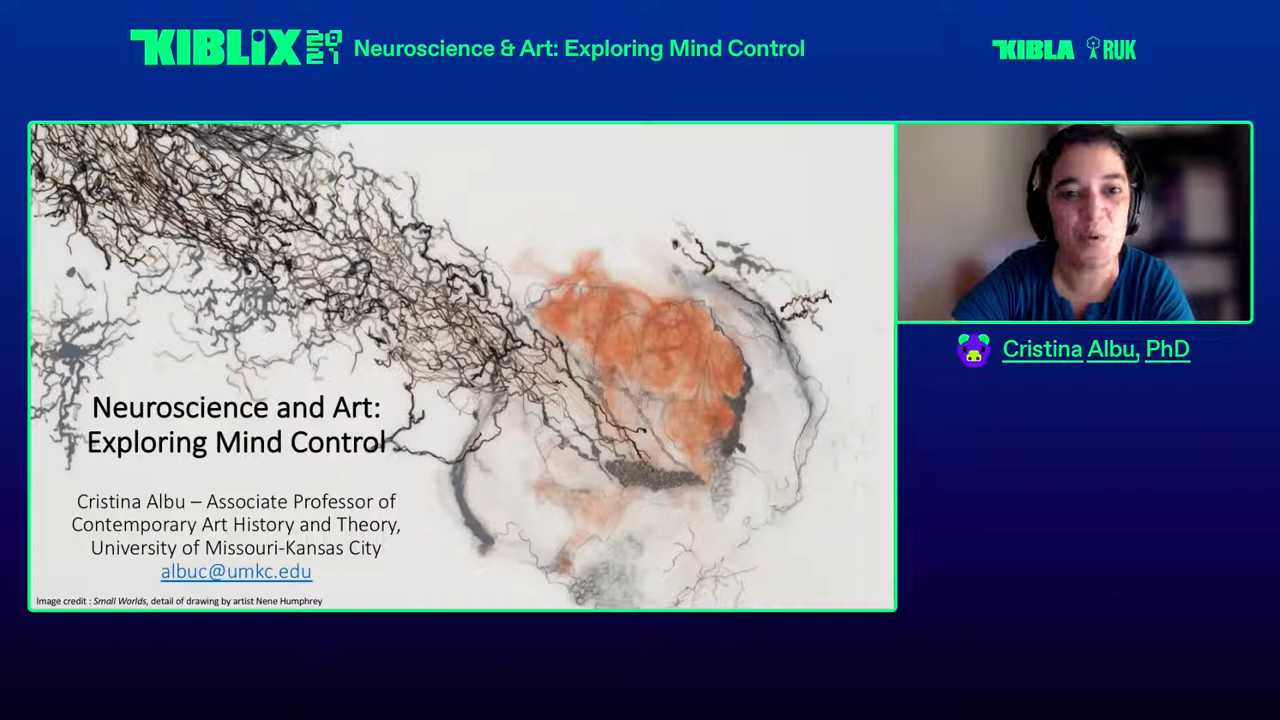 KIBLiX 2021 Neuroscience & Art: Exploring Mind Control
KIBLA RUK
Neuroscience and Art:
Exploring Mind Control
Cristina Albu – Associate Professor of
Contemporary Art History and Theory,
University of Missouri-Kansas City
albuc@umkc.edu
Image credit : Small Worlds, detail of drawing by artist Nene Humphrey
Cristina Albu, PhD